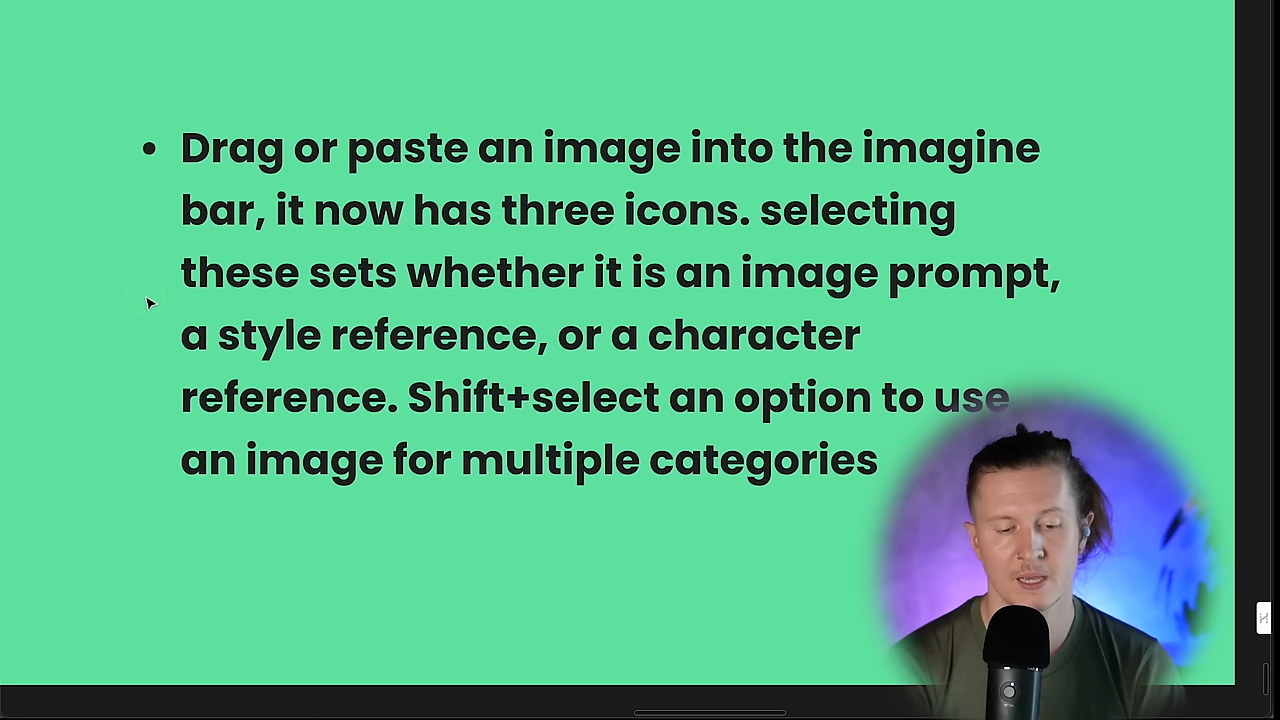 • Drag or paste an image into the imagine
bar, it now has three icons. selecting
these sets whether it is an image prompt,
a style reference, or a character
reference. Shift+select an option to use
an image for multiple categories